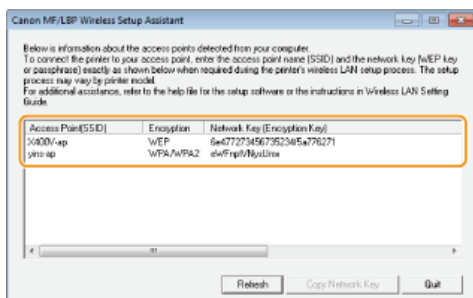 Canon MF/LBP Wireless Setup Assistant
Below is information about the access points detected from your computer.
To connect the printer to your access point, enter the access point name (SSID) and the network key (WEP key
or passphrase) exactly as shown below when required during the printer's wireless LAN setup process. The setup
process may vary by printer model.
For additional assistance, refer to the help file for the setup software or the instructions in Wireless LAN Setting
Guide.
Access Point(SSID) Encryption Network Key(Encryption Key)
X400V-ap WEP
yins-ap WPA/WPA2
Refresh Copy Network Key Quit